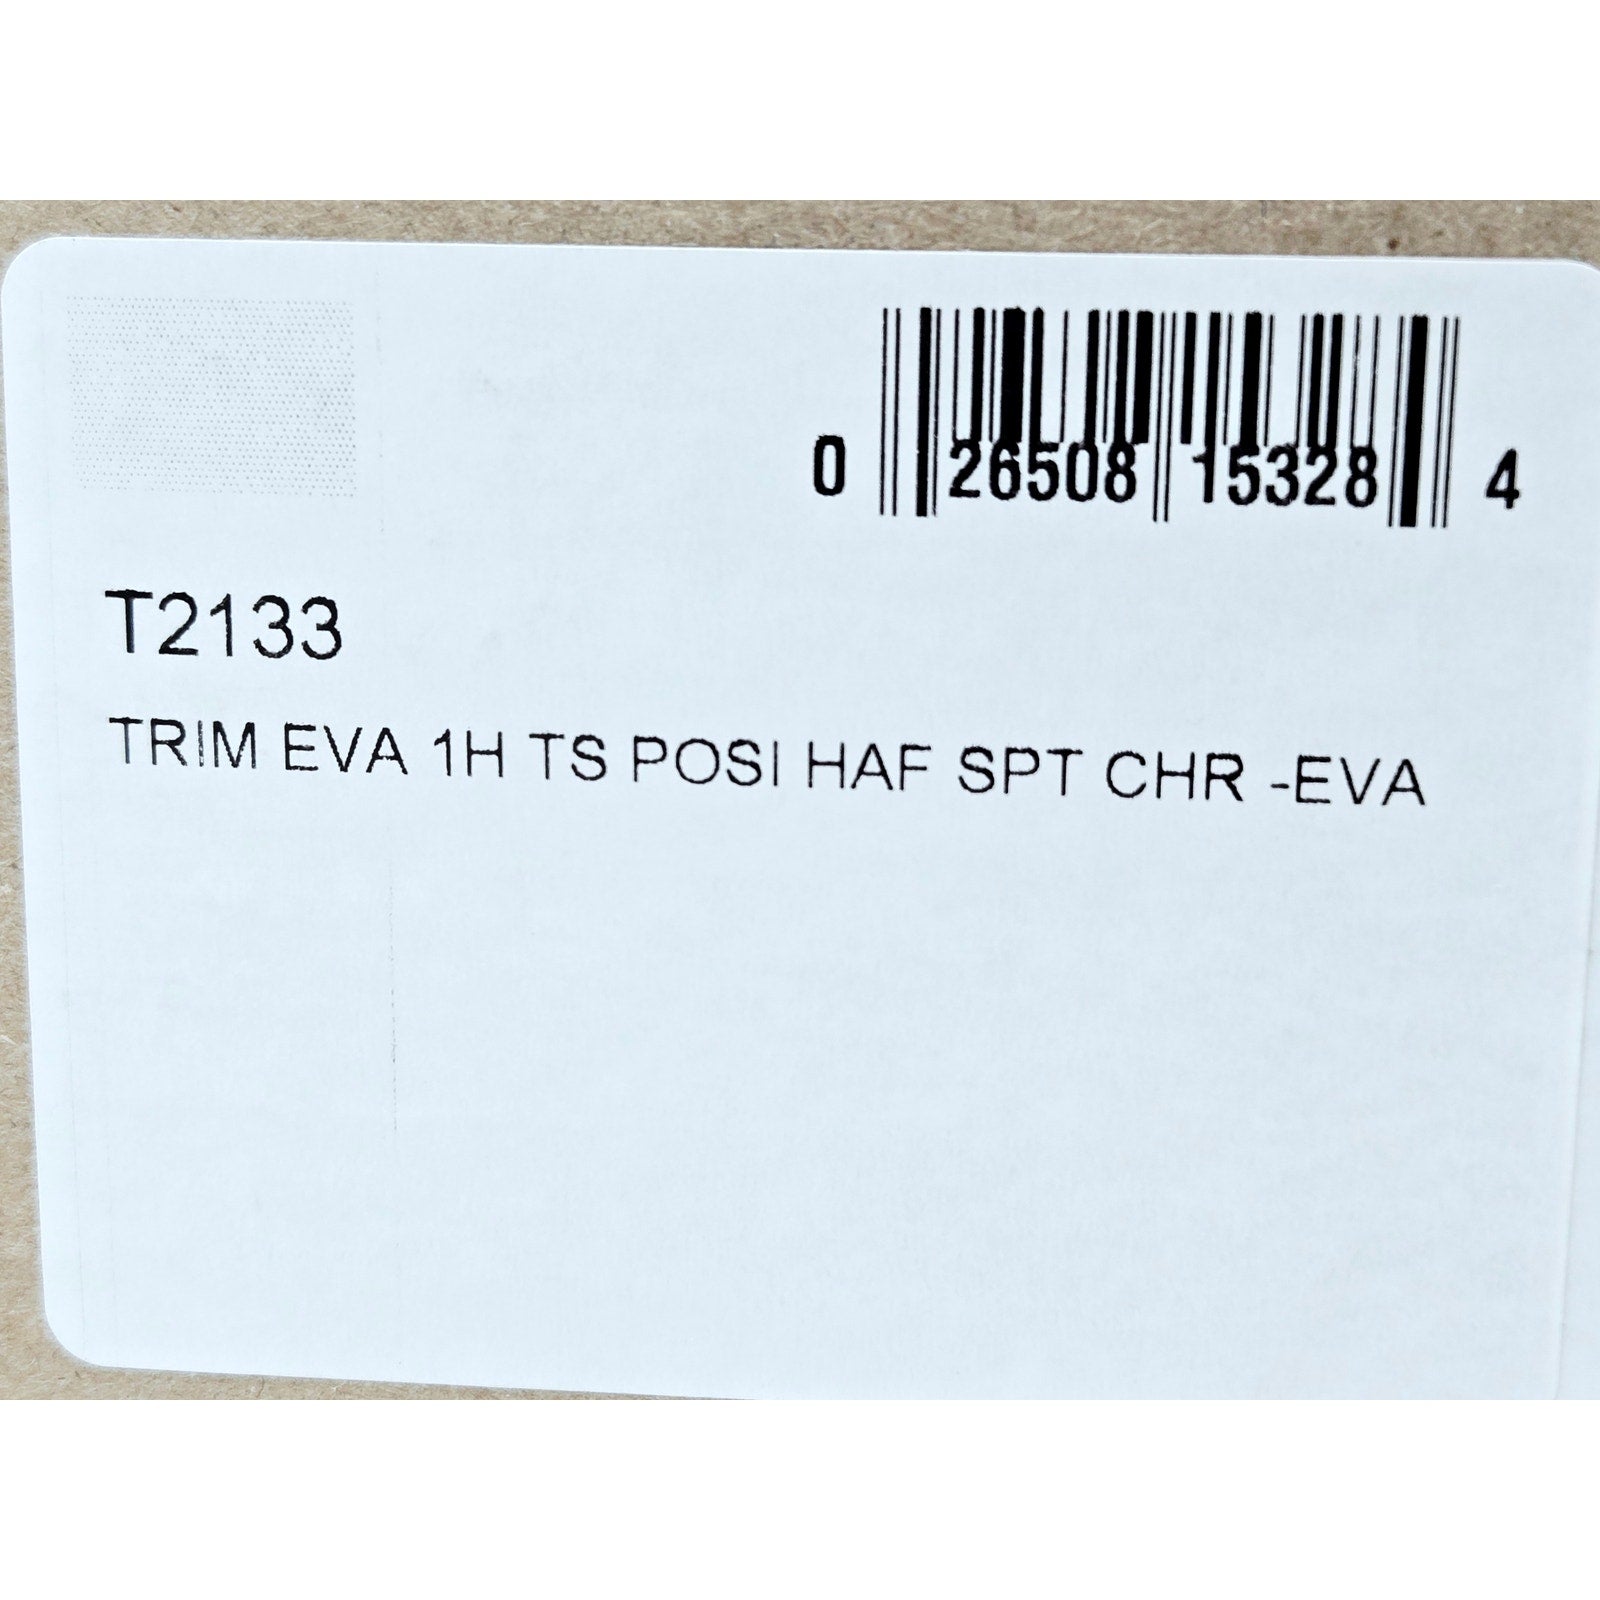 0 26508 15328 4
T2133
TRIM EVA 1H TS POSI HAF SPT CHR -EVA